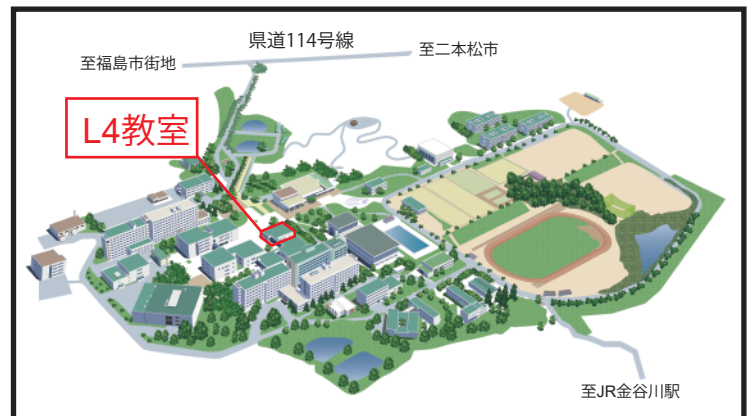 県道114号線
至福島市街地
至二本松市
L4教室
至JR金谷川駅